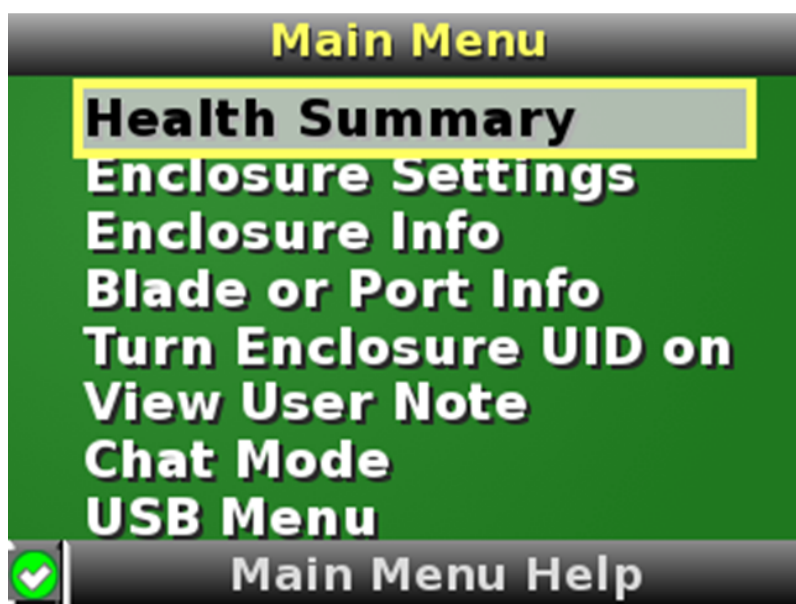 Main Menu
Health Summary
Enclosure Settings
Enclosure Info
Blade or Port Info
Turn Enclosure UID on
View User Note
Chat Mode
USB Menu
Main Menu Help